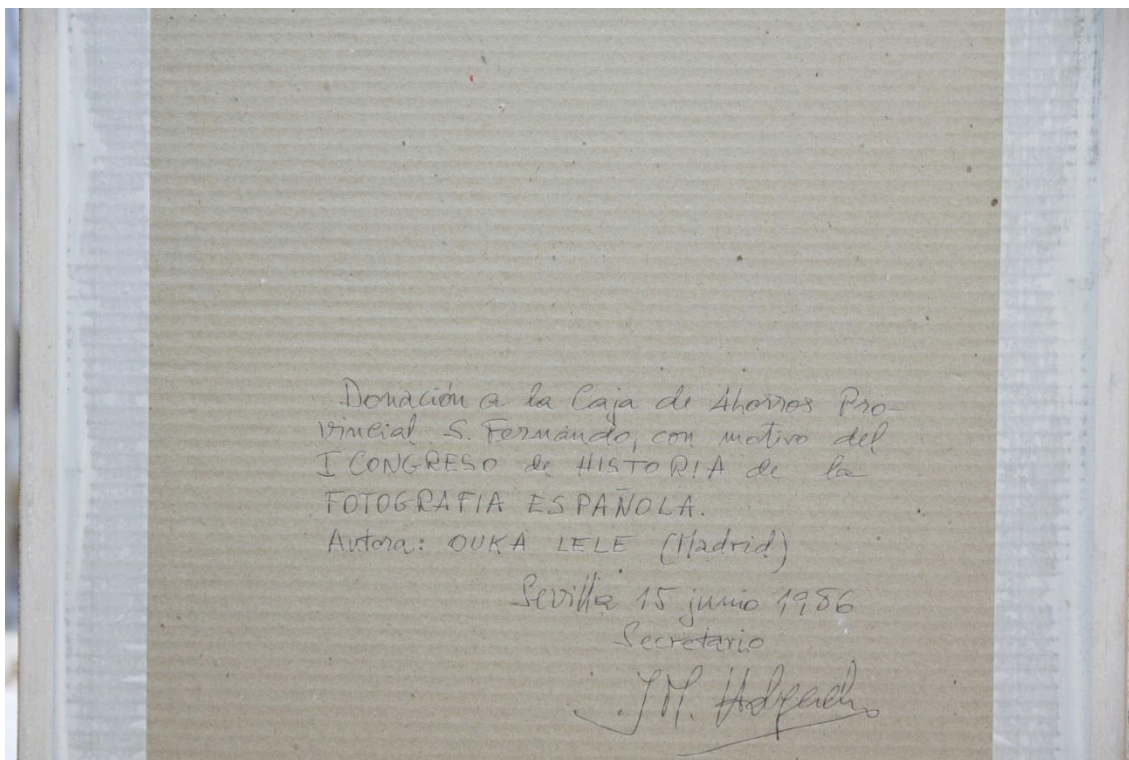 Donación a la Caja de Ahorros Pro-
vincial S. Fernando, con motivo del
I CONGRESO de HISTORIA de la
FOTOGRAFIA ESPAÑOLA.
Autora: OUKA LELE (Madrid)
Sevilla 15 junio 1986
Secretario
J.M. Holgado